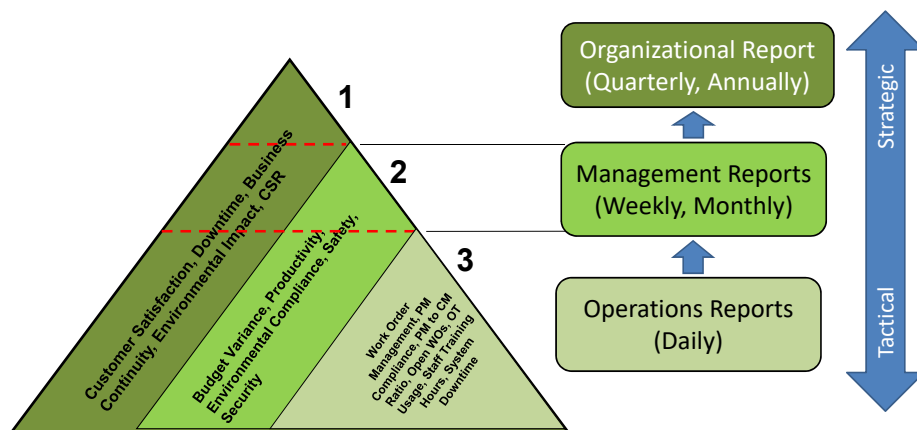 1
2
3
Customer Satisfaction, Downtime, Business
Continuity, Environmental Impact, CSR
Budget Variance, Productivity,
Environmental Compliance, Safety,
Security
Work Order
Management, PM
Compliance, PM to CM
Ratio, Open WOs, OT
Usage, Staff Training
Hours, System
Downtime
Organizational Report
(Quarterly, Annually)
Management Reports
(Weekly, Monthly)
Operations Reports
(Daily)
Strategic
Tactical